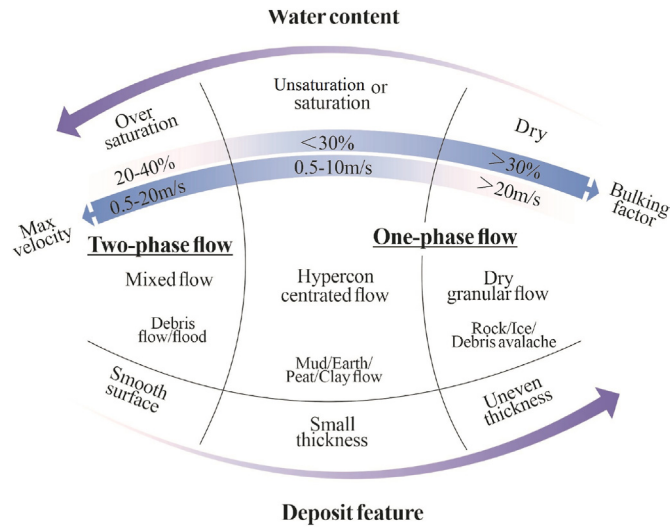 Water content
Over
saturation
Unsaturation or
saturation
Dry
20-40%
<30%
>30%
0.5-20m/s
0.5-10m/s
>20m/s
Max
velocity
Bulking
factor
Two-phase flow
One-phase flow
Mixed flow
Hypercon
centrated flow
Dry
granular flow
Debris
flow/flood
Mud/Earth/
Peat/Clay flow
Rock/Ice/
Debris avalache
Smooth
surface
Small
thickness
Uneven
thickness
Deposit feature